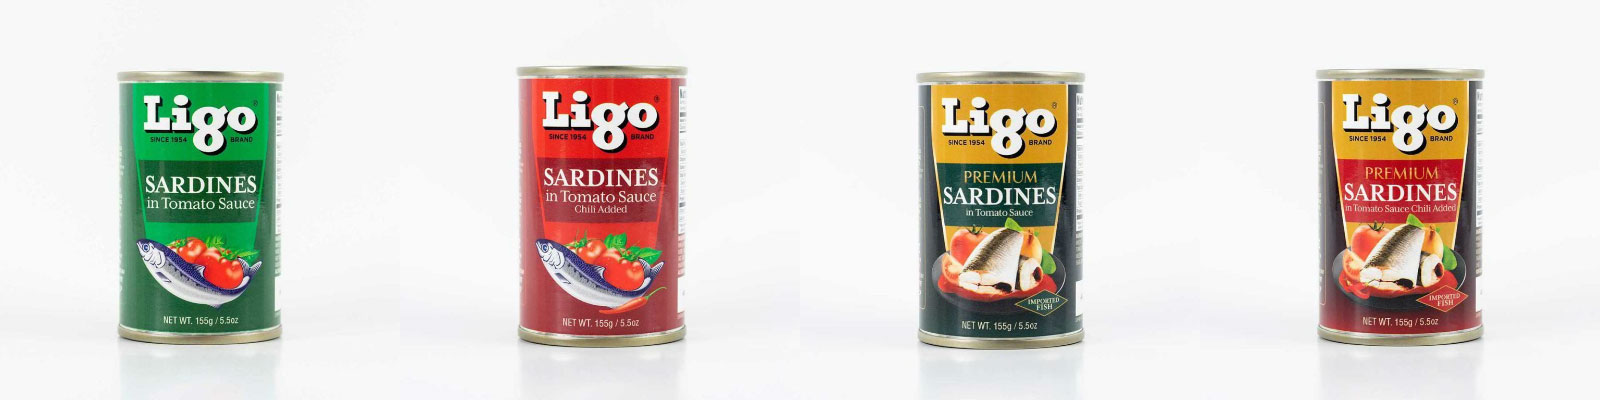 Ligo®
SINCE 1954 BRAND
SARDINES
in Tomato Sauce
NET WT. 155g / 5.5oz
Ligo®
SINCE 1954 BRAND
SARDINES
in Tomato Sauce
Chili Added
NET WT. 155g / 5.5oz
Ligo®
SINCE 1954 BRAND
PREMIUM
SARDINES
in Tomato Sauce
IMPORTED
FISH
NET WT. 155g / 5.5oz
Ligo®
SINCE 1954 BRAND
PREMIUM
SARDINES
in Tomato Sauce Chili Added
IMPORTED
FISH
NET WT. 155g / 5.5oz